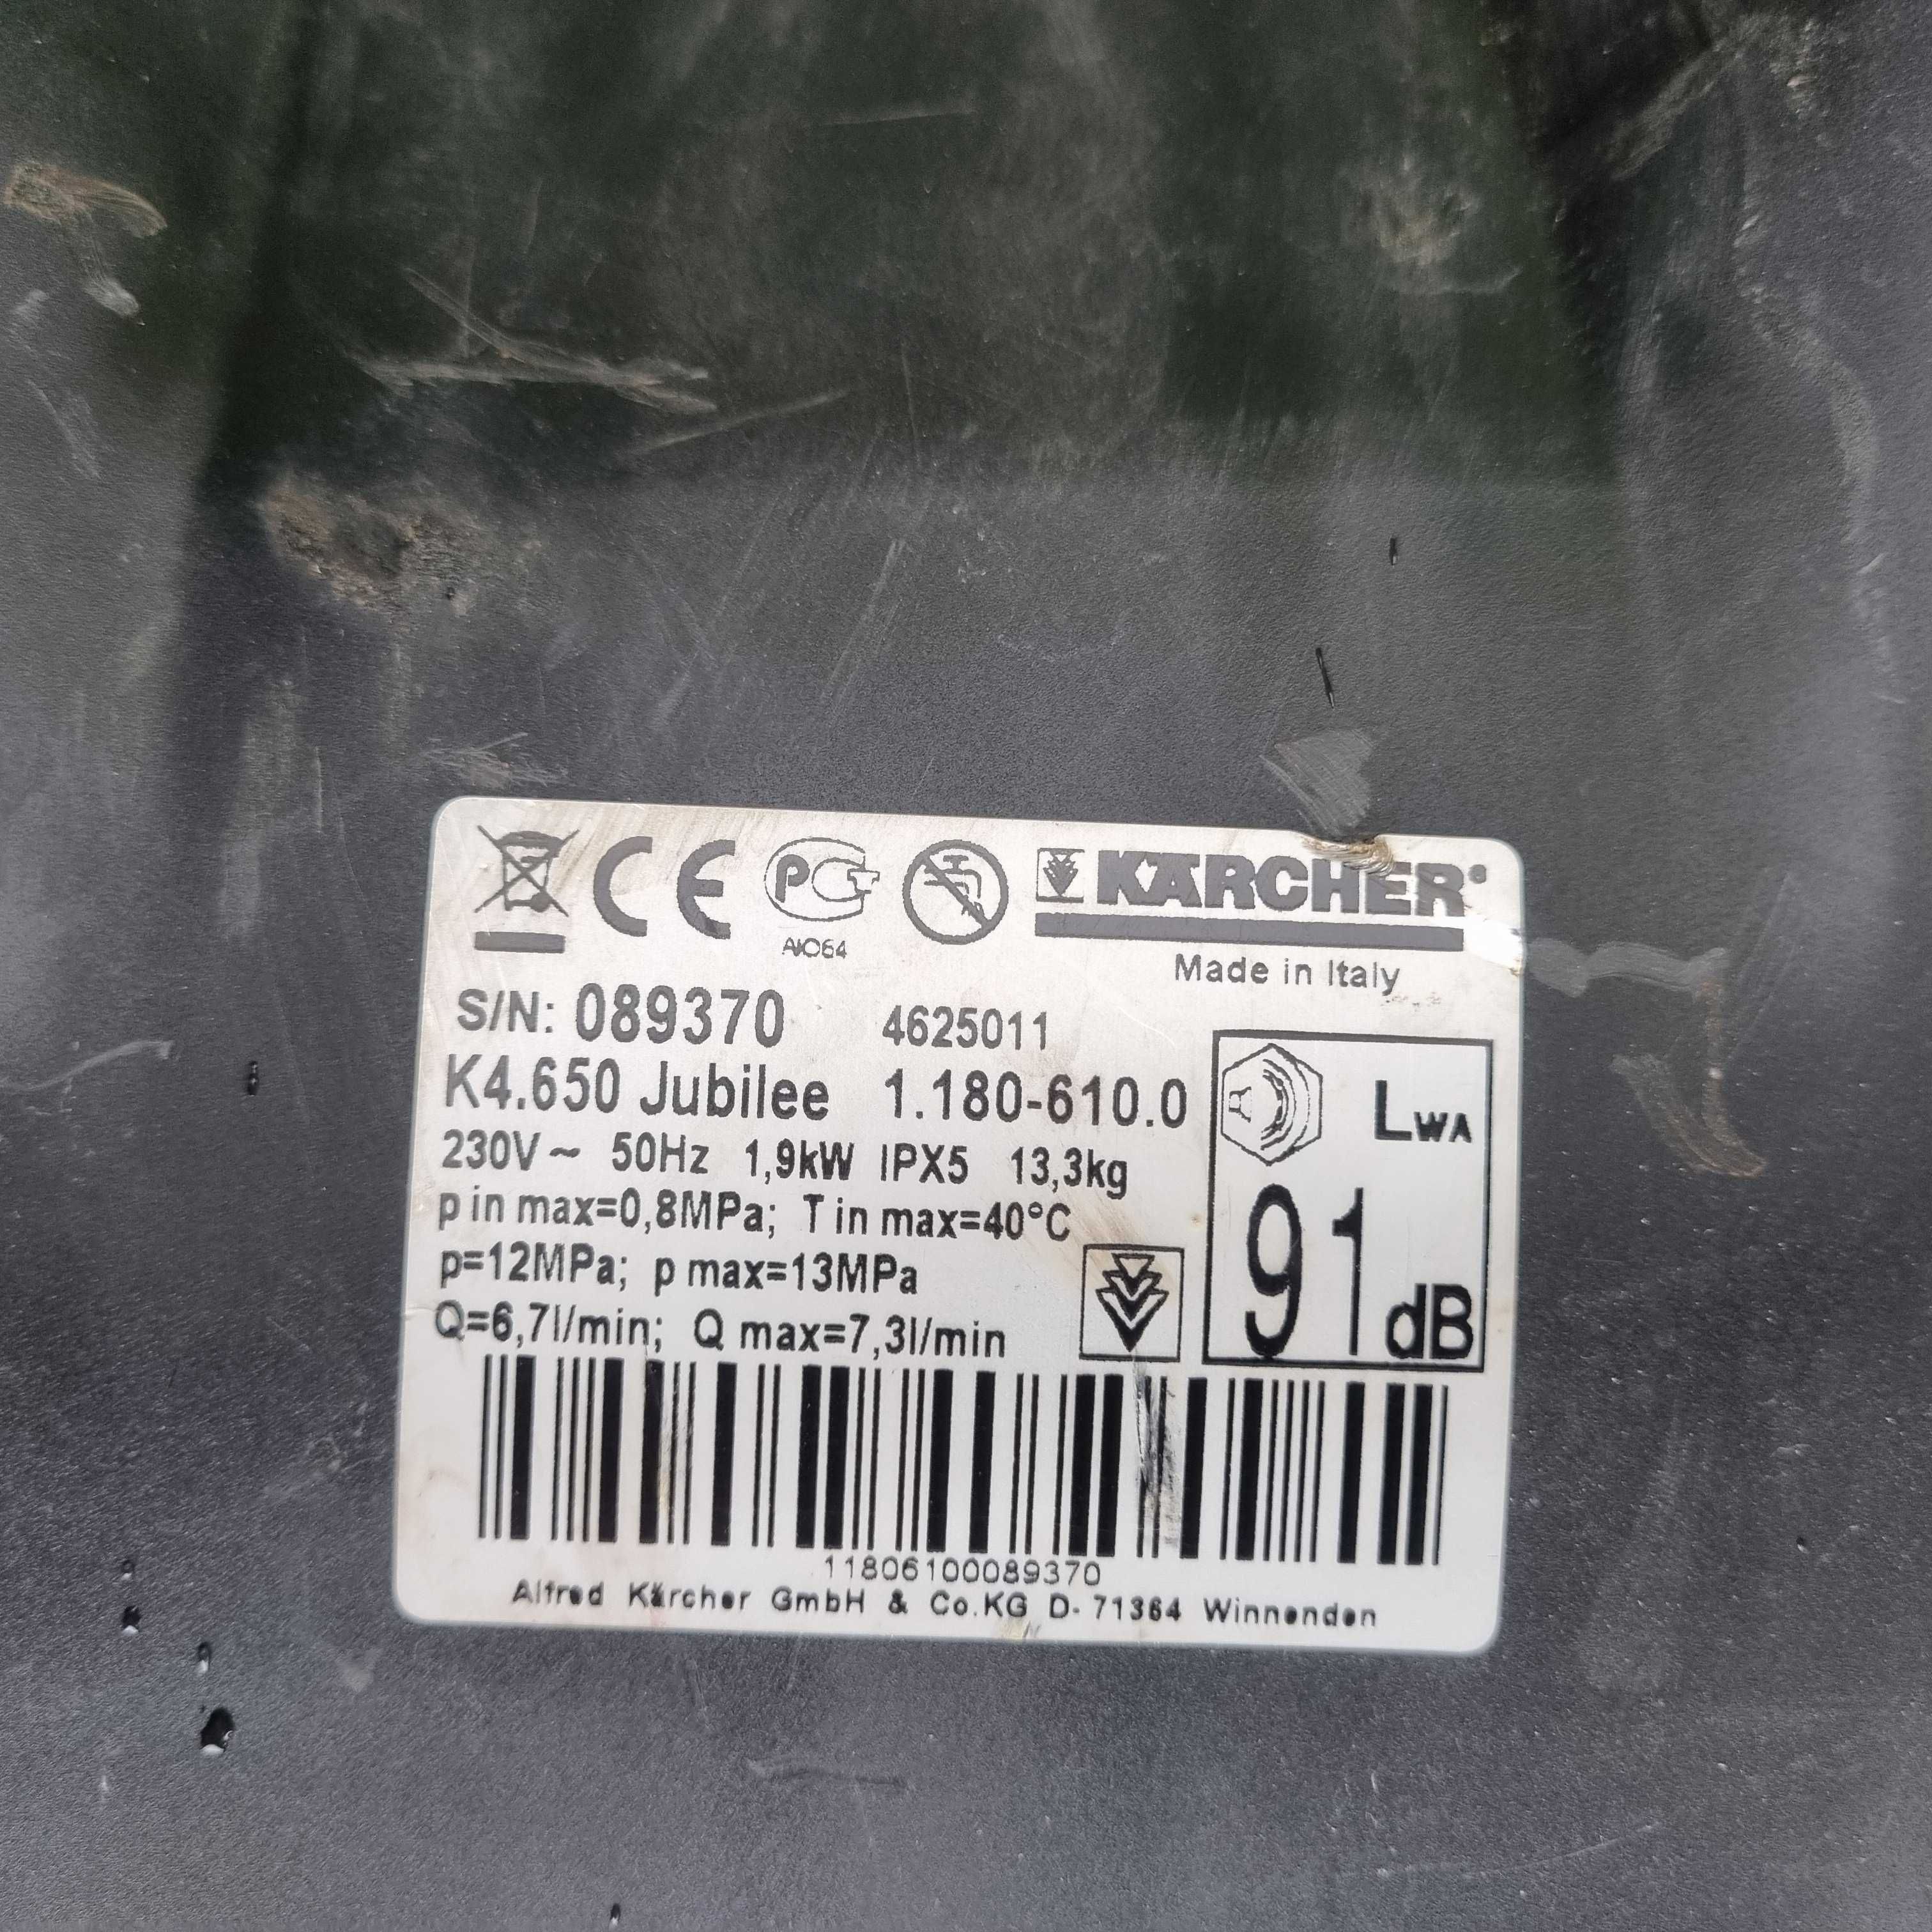 CE
PCT
KÄRCHER®
Made in Italy
S/N: 089370 4625011
K4.650 Jubilee 1.180-610.0
230V~ 50Hz 1,9kW IPX5 13,3kg
p in max=0,8MPa; T in max=40°C
p=12MPa; p max=13MPa
Q=6,7l/min; Q max=7,3l/min
LWA
91 dB
11806100089370
Alfred Kärcher GmbH & Co.KG D-71364 Winnenden